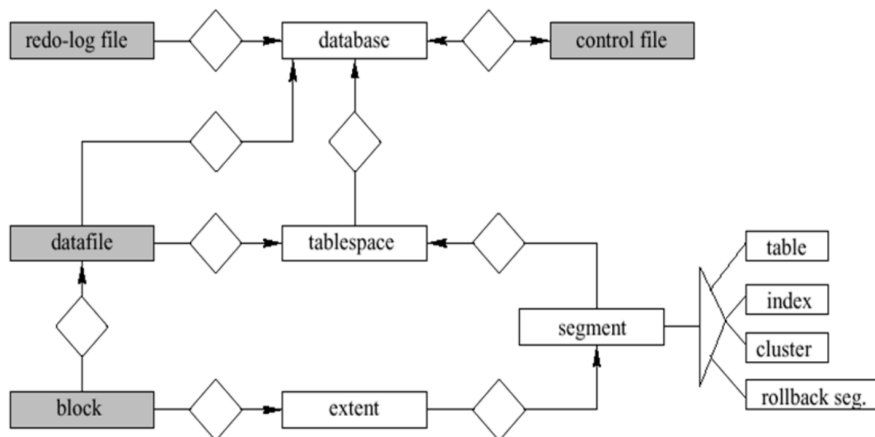 redo-log file
database
control file
datafile
tablespace
table
index
segment
cluster
block
extent
rollback seg.